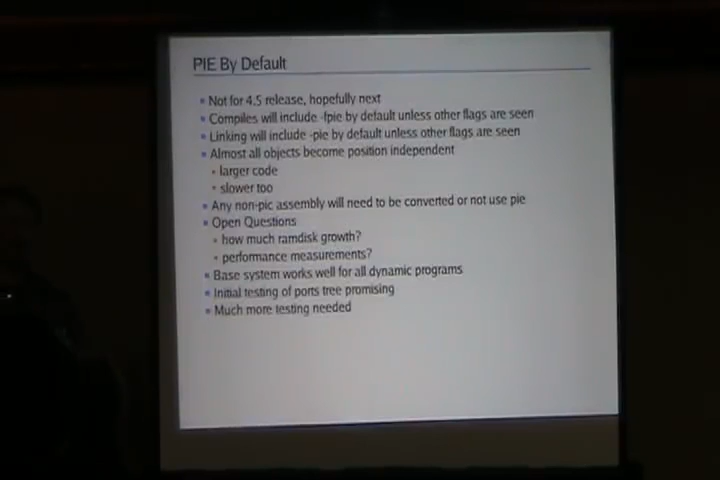 PIE By Default
Not for 4.5 release, hopefully next
Compiles will include -fpie by default unless other flags are seen
Linking will include -pie by default unless other flags are seen
Almost all objects become position independent
larger code
slower too
Any non-pic assembly will need to be converted or not use pie
Open Questions
how much ramdisk growth?
performance measurements?
Base system works well for all dynamic programs
Initial testing of ports tree promising
Much more testing needed